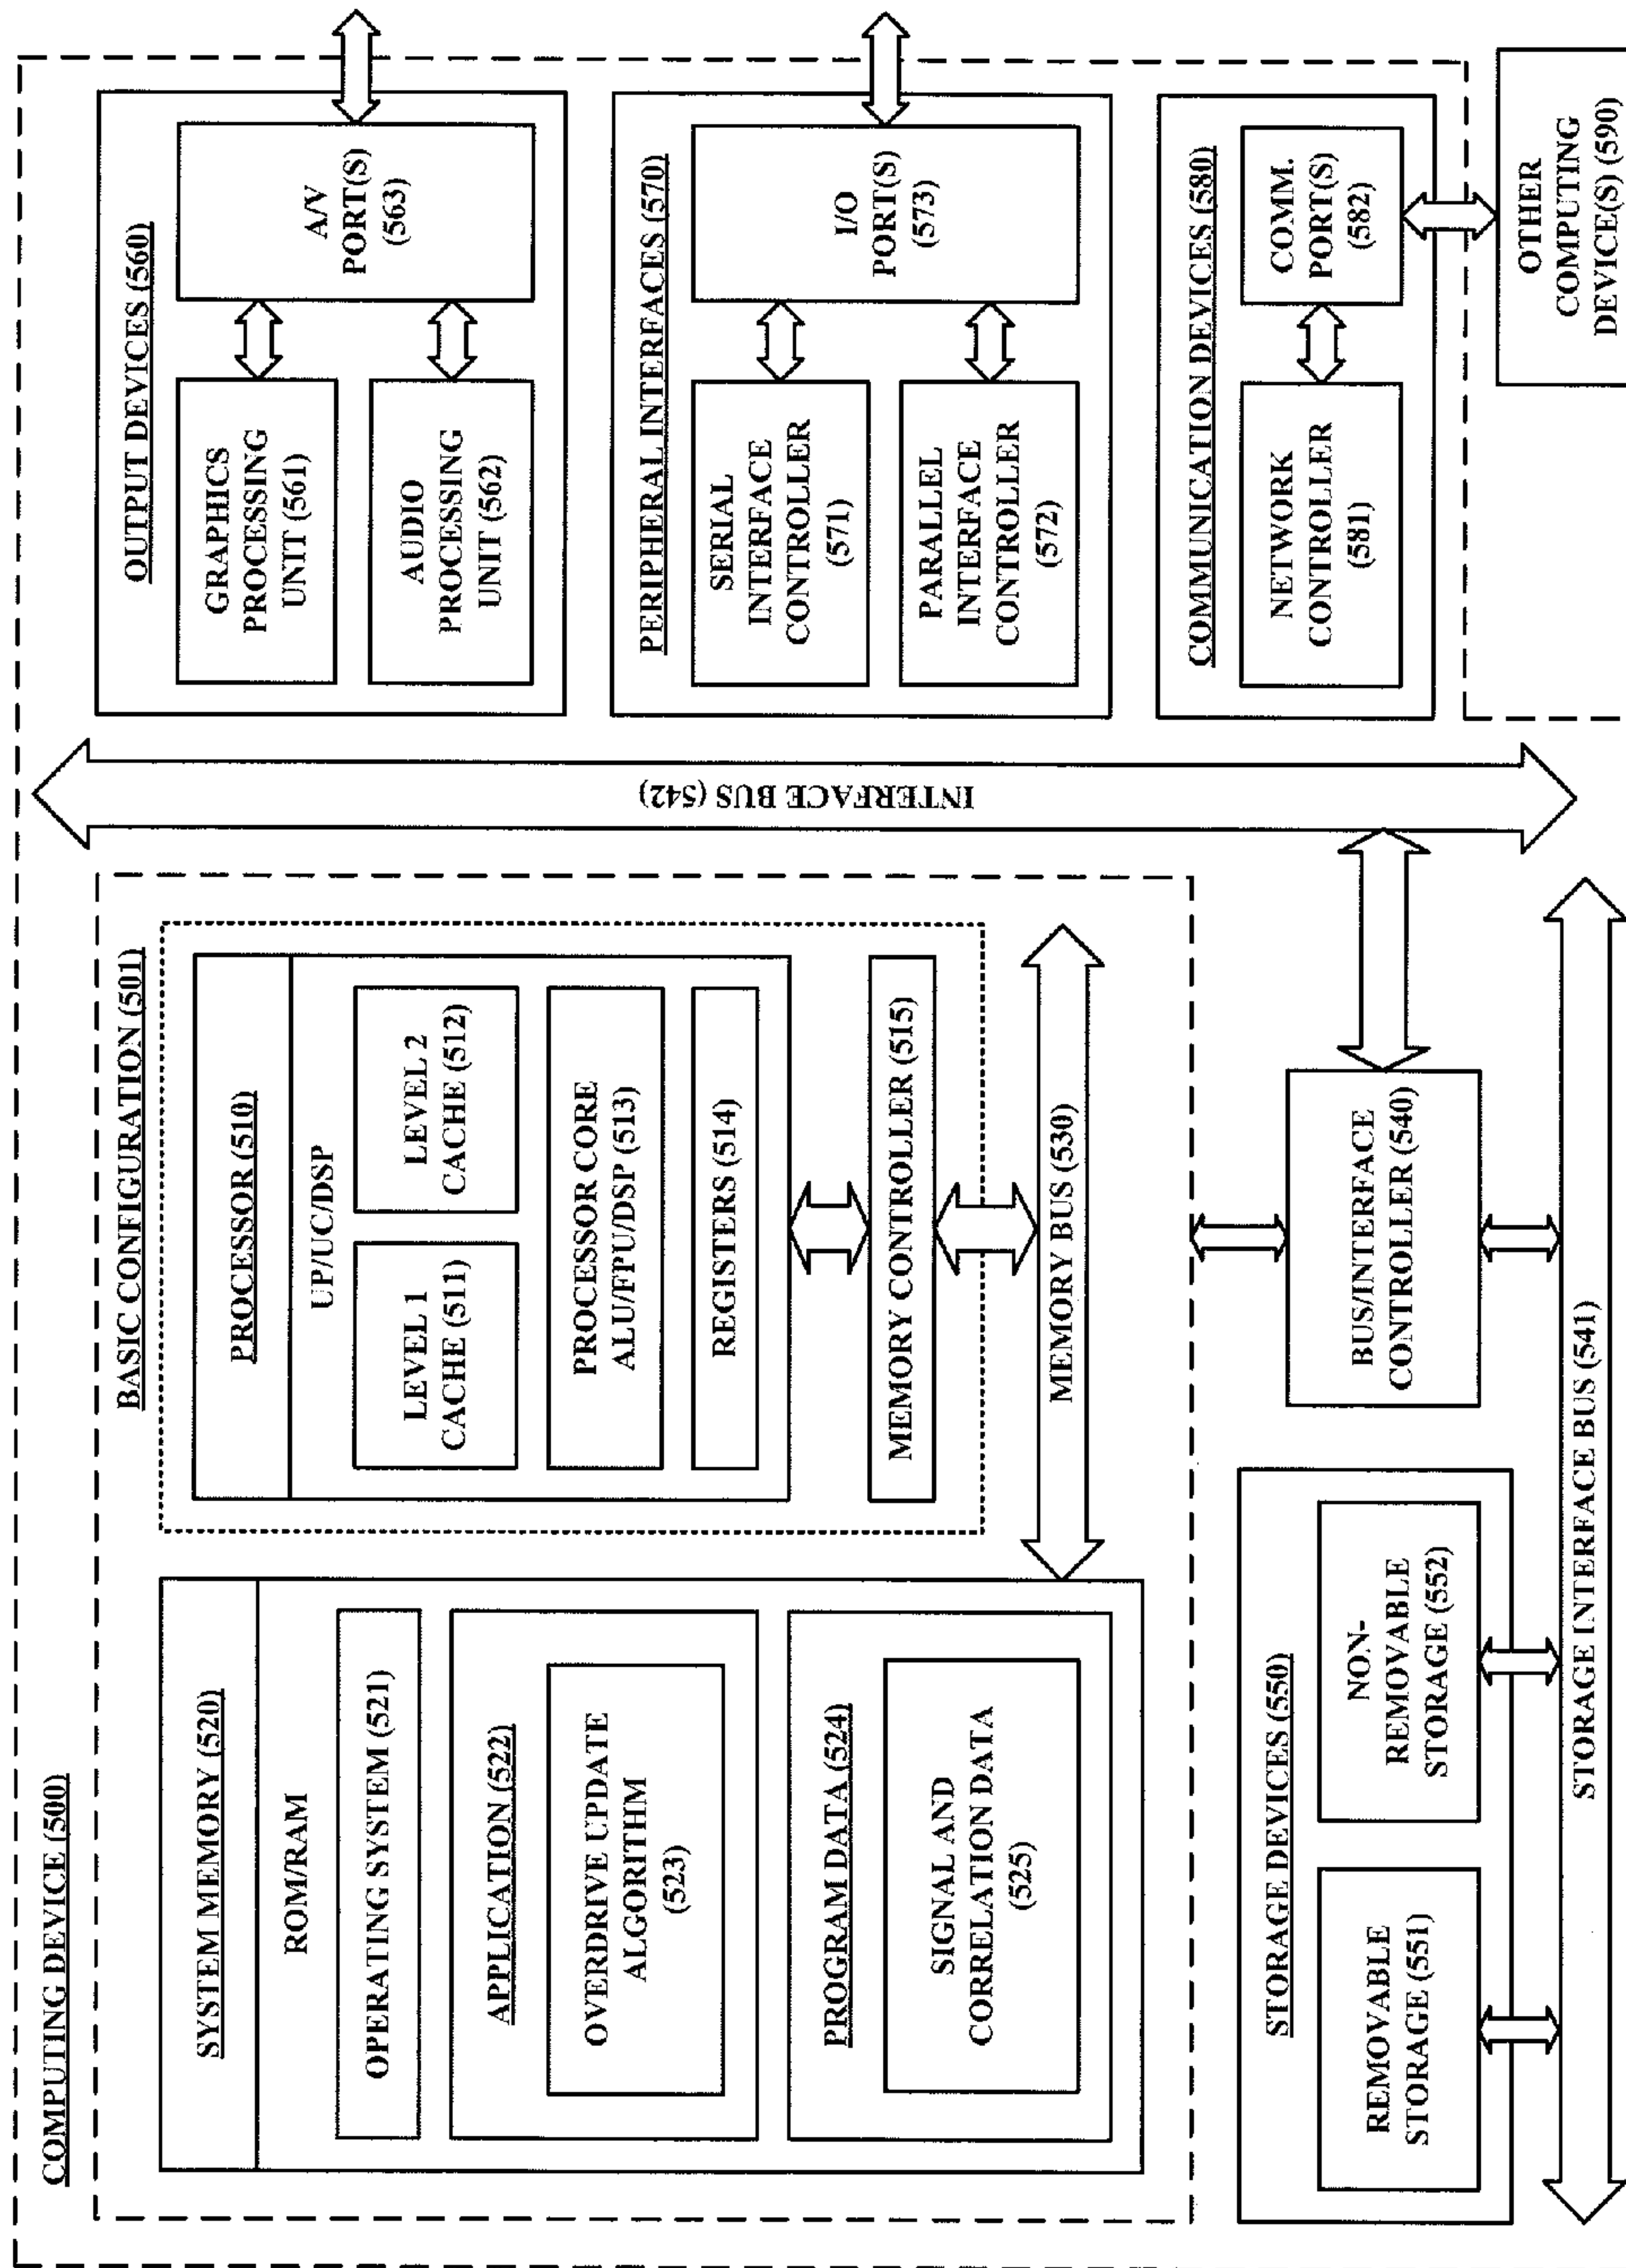 COMPUTING DEVICE (500)
BASIC CONFIGURATION (501)
SYSTEM MEMORY (520)
ROM/RAM
OPERATING SYSTEM (521)
APPLICATION (522)
OVERDRIVE UPDATE
ALGORITHM
(523)
PROGRAM DATA (524)
SIGNAL AND
CORRELATION DATA
(525)
PROCESSOR (510)
UP/UC/DSP
LEVEL 1
CACHE (511)
LEVEL 2
CACHE (512)
PROCESSOR CORE
ALU/FPU/DSP (513)
REGISTERS (514)
MEMORY CONTROLLER (515)
MEMORY BUS (530)
BUS/INTERFACE
CONTROLLER (540)
STORAGE DEVICES (550)
REMOVABLE
STORAGE (551)
NON-
REMOVABLE
STORAGE (552)
STORAGE INTERFACE BUS (541)
INTERFACE BUS (542)
OUTPUT DEVICES (560)
GRAPHICS
PROCESSING
UNIT (561)
AUDIO
PROCESSING
UNIT (562)
A/V
PORT(S)
(563)
PERIPHERAL INTERFACES (570)
SERIAL
INTERFACE
CONTROLLER
(571)
PARALLEL
INTERFACE
CONTROLLER
(572)
I/O
PORT(S)
(573)
COMMUNICATION DEVICES (580)
NETWORK
CONTROLLER
(581)
COMM.
PORT(S)
(582)
OTHER
COMPUTING
DEVICE(S) (590)